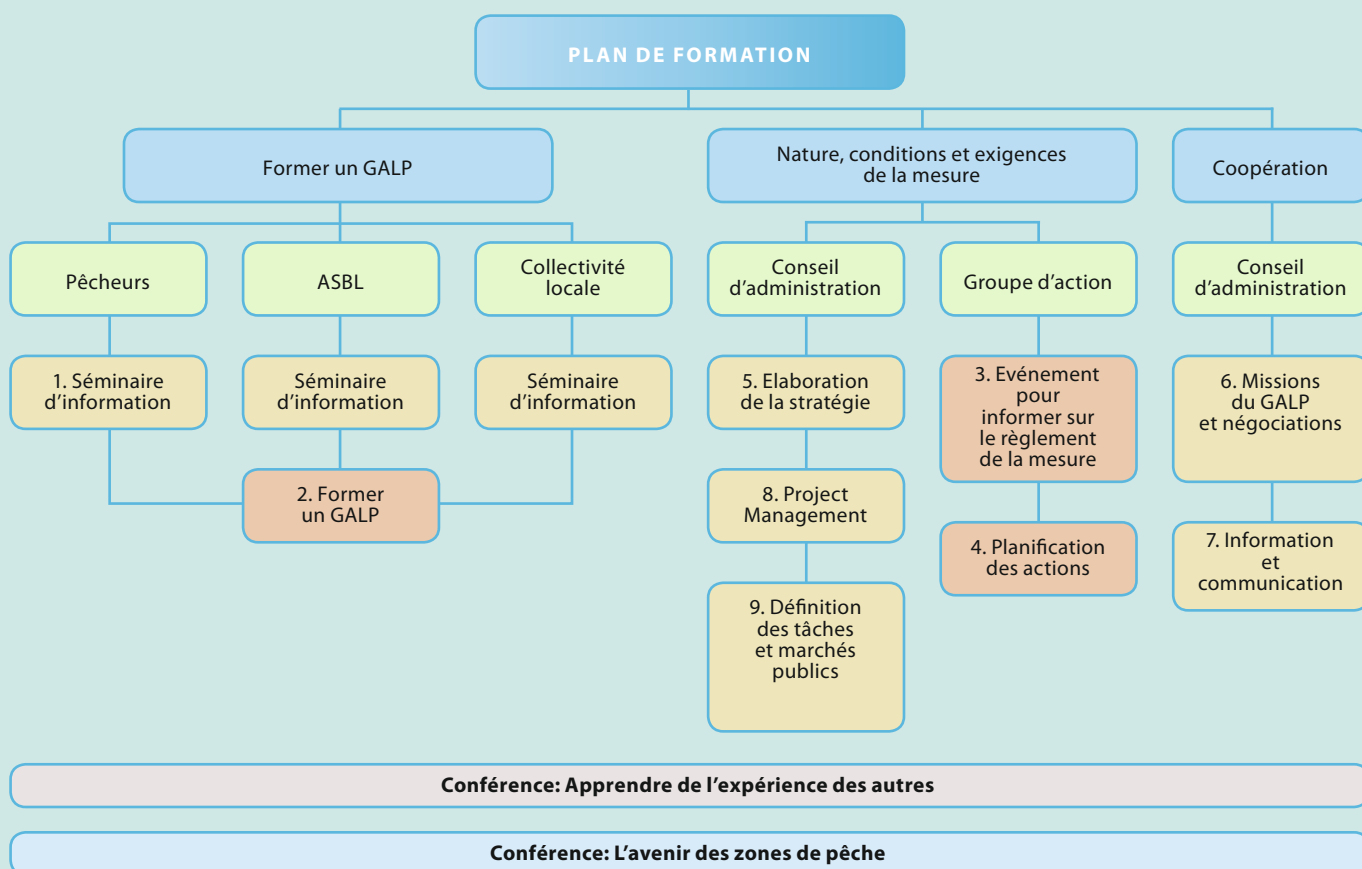 PLAN DE FORMATION
Former un GALP
Nature, conditions et exigences
de la mesure
Coopération
Pêcheurs
ASBL
Collectivité
locale
Conseil
d'administration
Groupe d'action
Conseil
d'administration
1. Séminaire
d'information
Séminaire
d'information
Séminaire
d'information
5. Elaboration
de la stratégie
3. Evénement
pour
informer sur
le règlement
de la mesure
6. Missions
du GALP
et négociations
2. Former
un GALP
8. Project
Management
4. Planification
des actions
7. Information
et
communication
9. Définition
des tâches
et marchés
publics
Conférence: Apprendre de l'expérience des autres
Conférence: L'avenir des zones de pêche